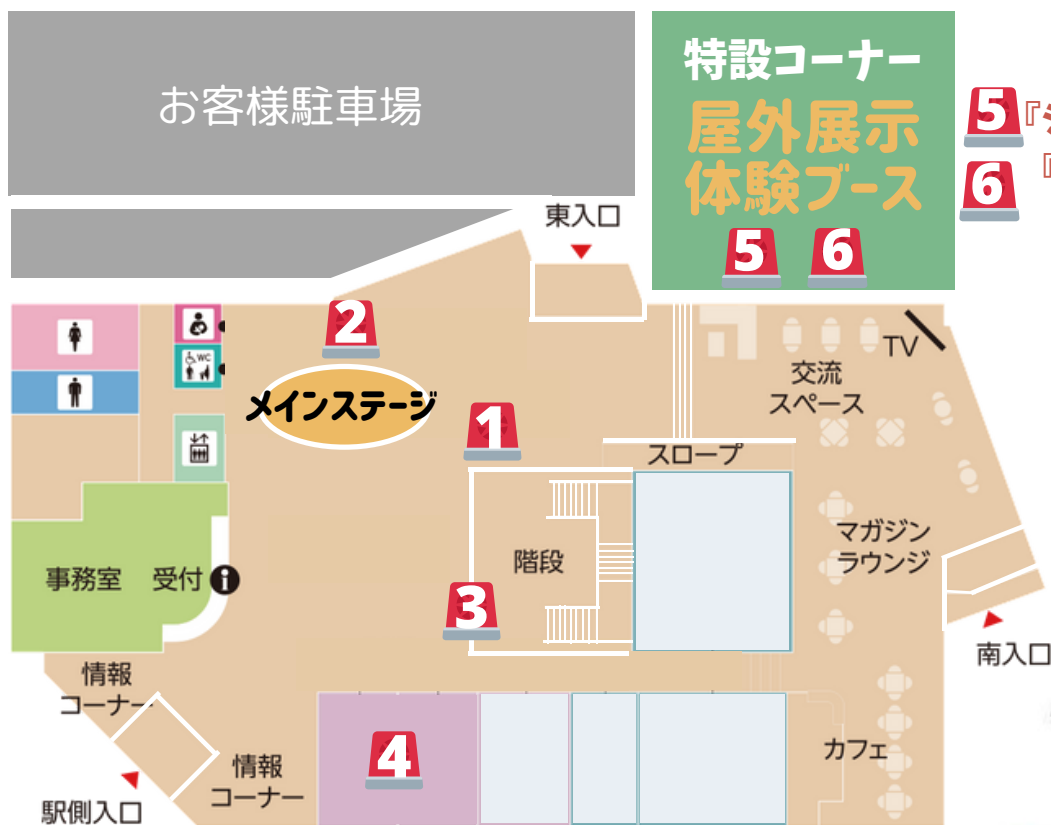 お客様駐車場
特設コーナー
屋外展示
体験ブース
5
6
5『
6『
東入口
2
WC
メインステージ
1
TV
交流
スペース
スロープ
階段
マガジン
ラウンジ
事務室 受付 i
3
南入口
情報
コーナー
4
情報
コーナー
カフェ
駅側入口